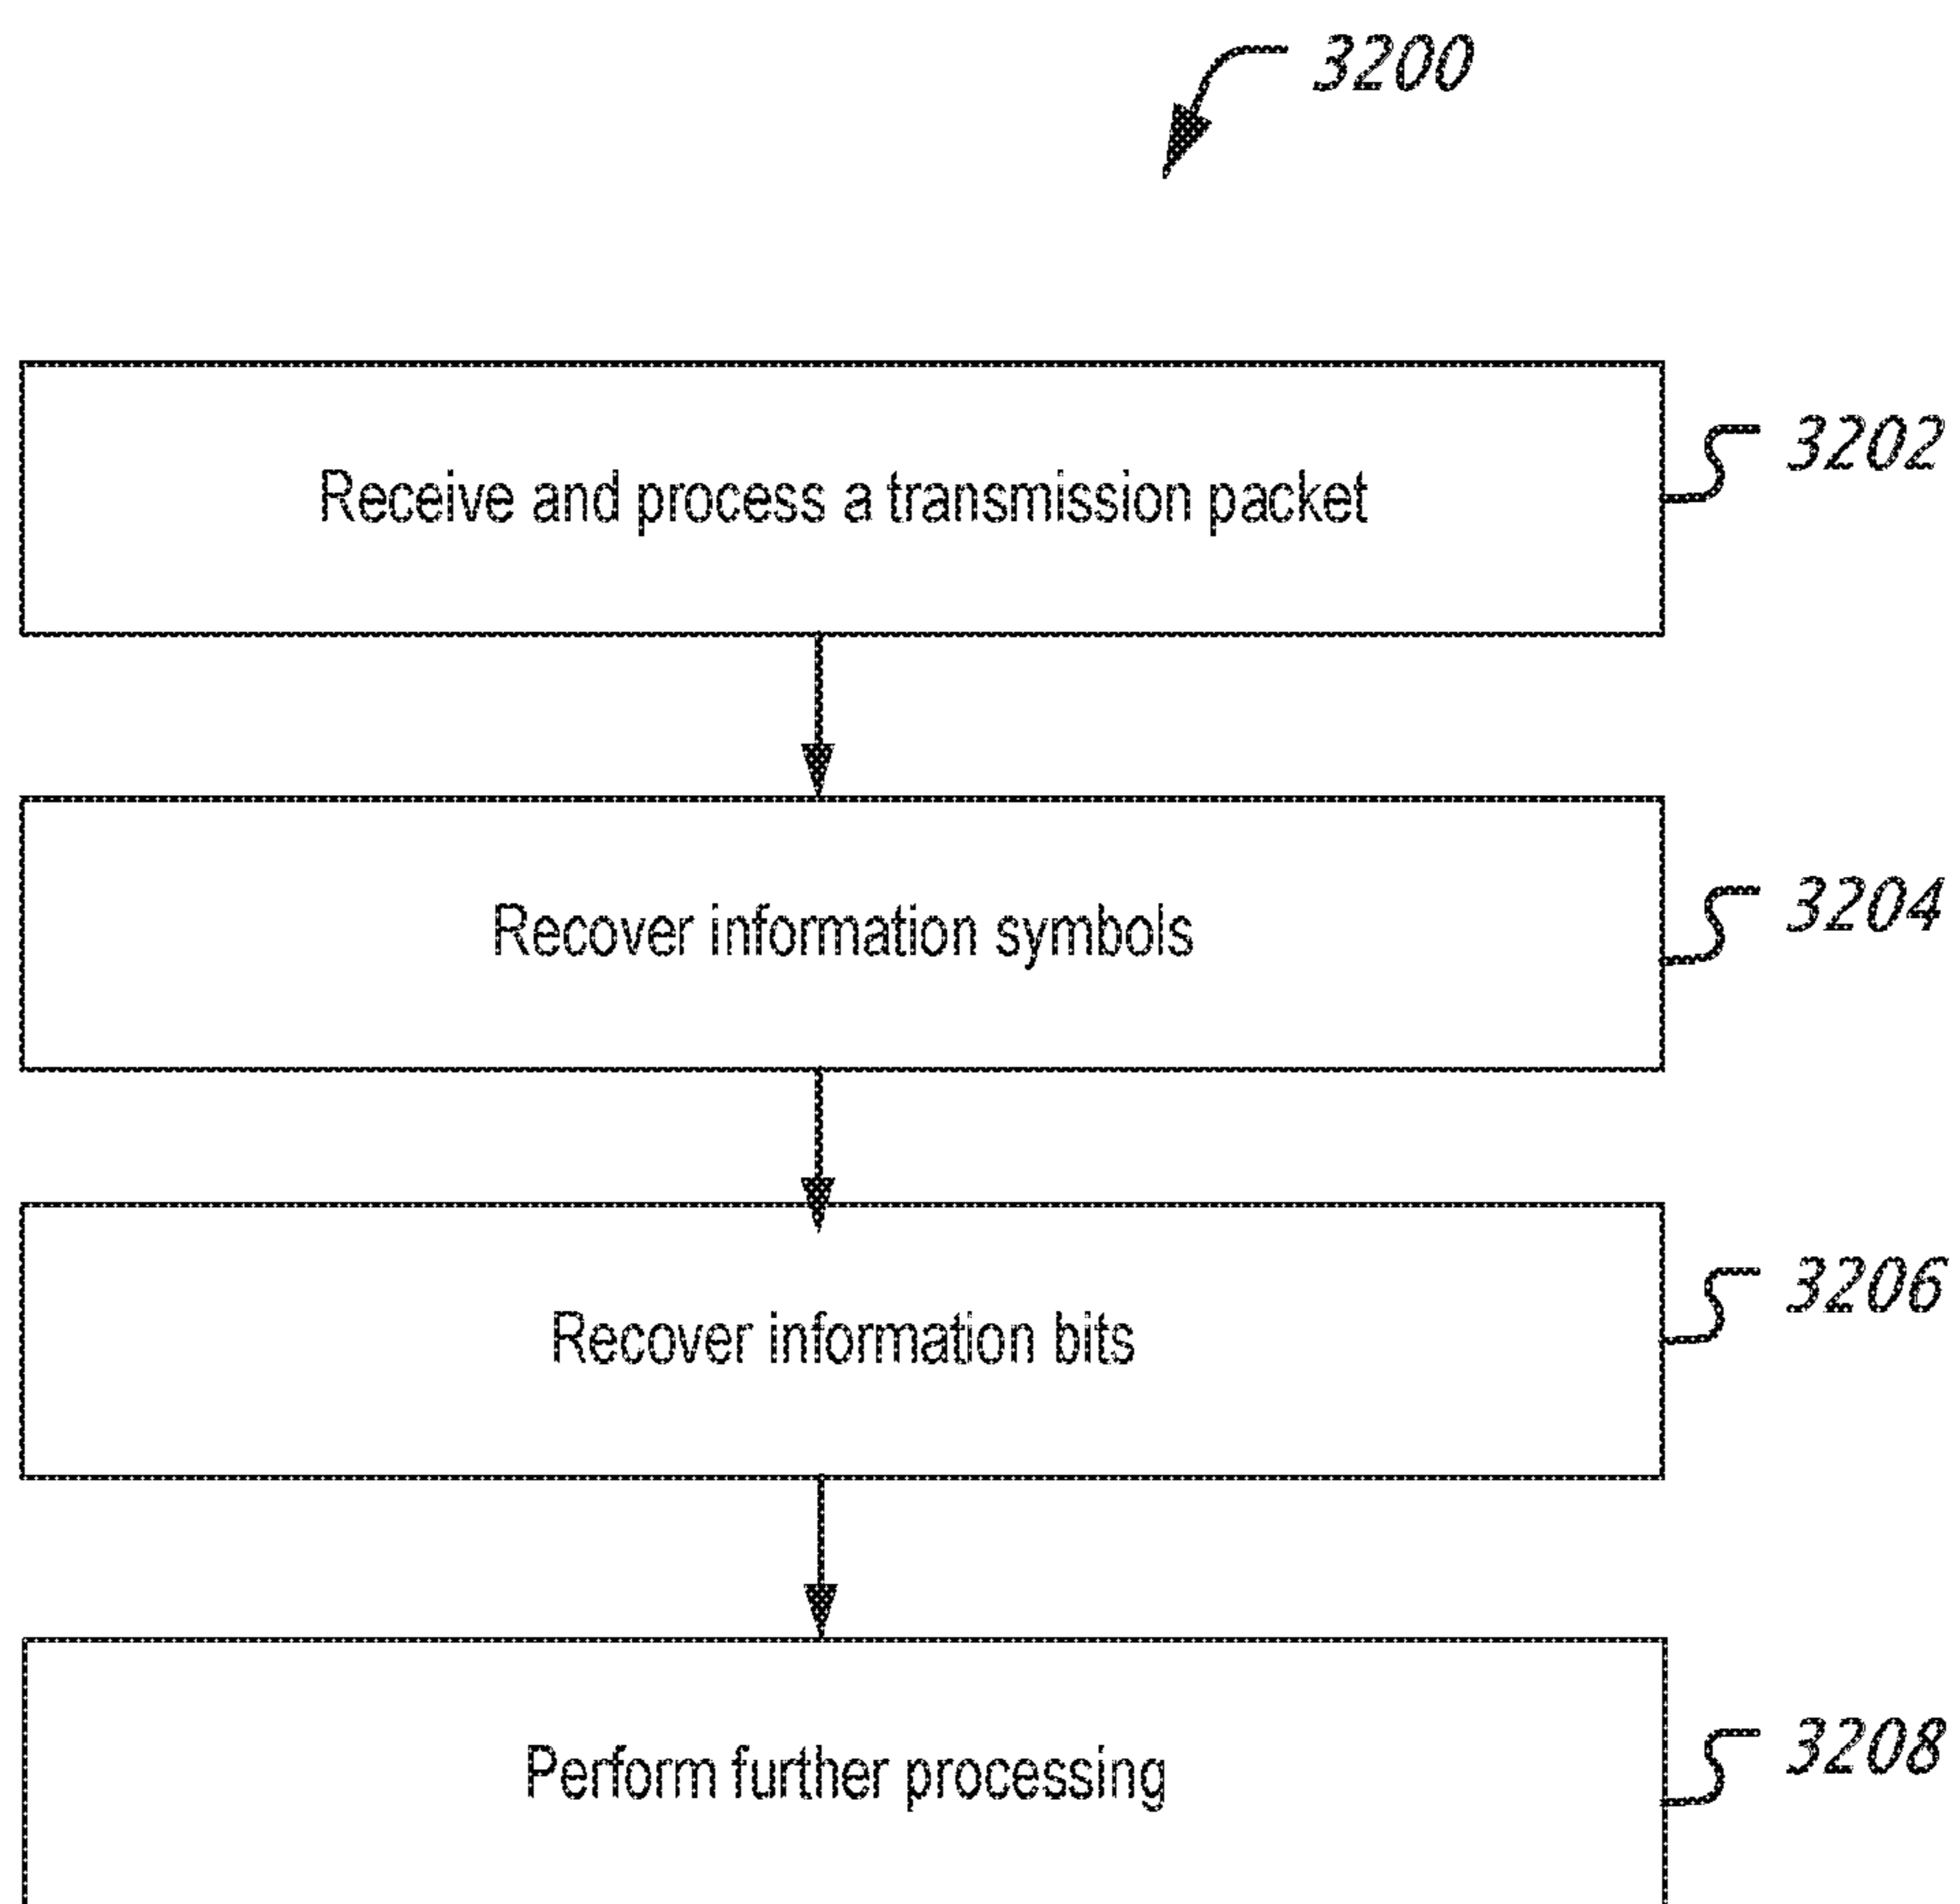 3200
Receive and process a transmission packet
3202
Recover information symbols
3204
Recover information bits
3206
Perform further processing
3208